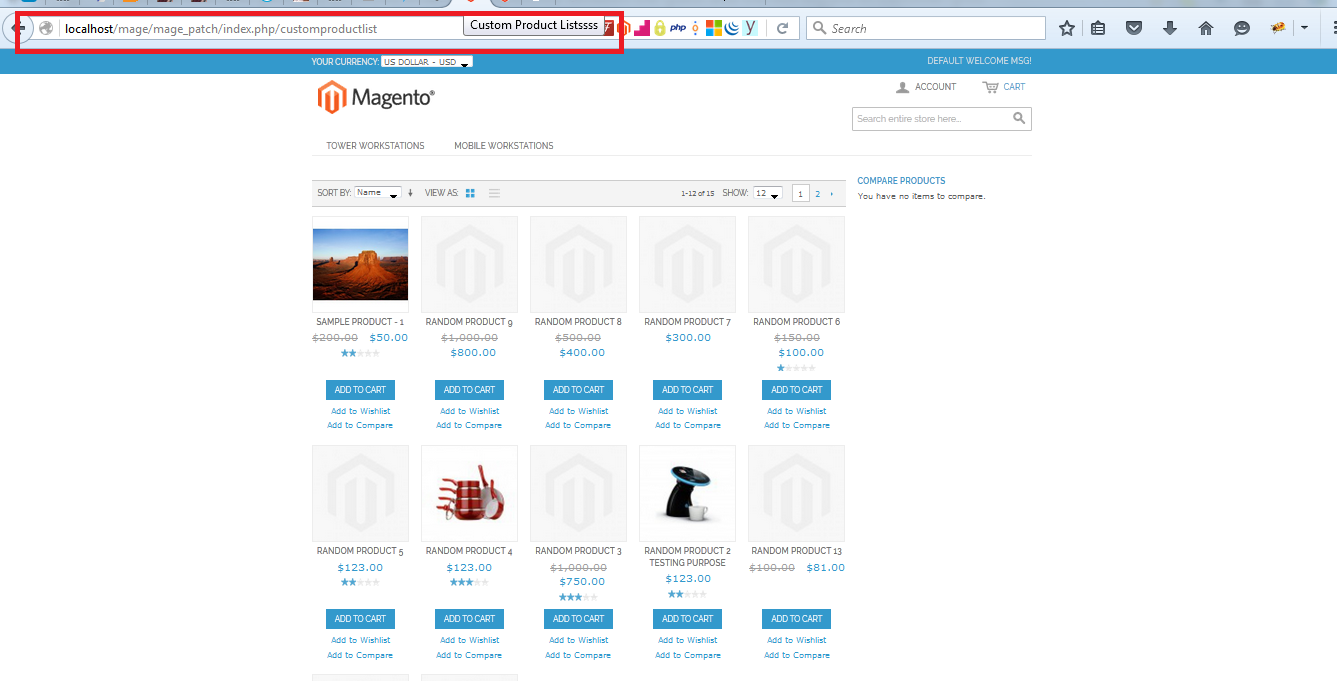 Custom Product Listssss
localhost/mage/mage_patch/index.php/customproductlist
php
y
Search
YOUR CURRENCY: US DOLLAR - USD
DEFAULT WELCOME MSG!
Magento®
ACCOUNT
CART
Search entire store here...
TOWER WORKSTATIONS
MOBILE WORKSTATIONS
SORT BY: Name
VIEW AS:
1-12 of 15
SHOW: 12
1 2
COMPARE PRODUCTS
You have no items to compare.
SAMPLE PRODUCT - 1
$200.00 $50.00
ADD TO CART
Add to Wishlist
Add to Compare
RANDOM PRODUCT 9
$1,000.00
$800.00
ADD TO CART
Add to Wishlist
Add to Compare
RANDOM PRODUCT 8
$500.00
$400.00
ADD TO CART
Add to Wishlist
Add to Compare
RANDOM PRODUCT 7
$300.00
ADD TO CART
Add to Wishlist
Add to Compare
RANDOM PRODUCT 6
$150.00
$100.00
ADD TO CART
Add to Wishlist
Add to Compare
RANDOM PRODUCT 5
$123.00
ADD TO CART
Add to Wishlist
Add to Compare
RANDOM PRODUCT 4
$123.00
ADD TO CART
Add to Wishlist
Add to Compare
RANDOM PRODUCT 3
$1,000.00
$750.00
ADD TO CART
Add to Wishlist
Add to Compare
RANDOM PRODUCT 2
TESTING PURPOSE
$123.00
ADD TO CART
Add to Wishlist
Add to Compare
RANDOM PRODUCT 13
$100.00 $81.00
ADD TO CART
Add to Wishlist
Add to Compare